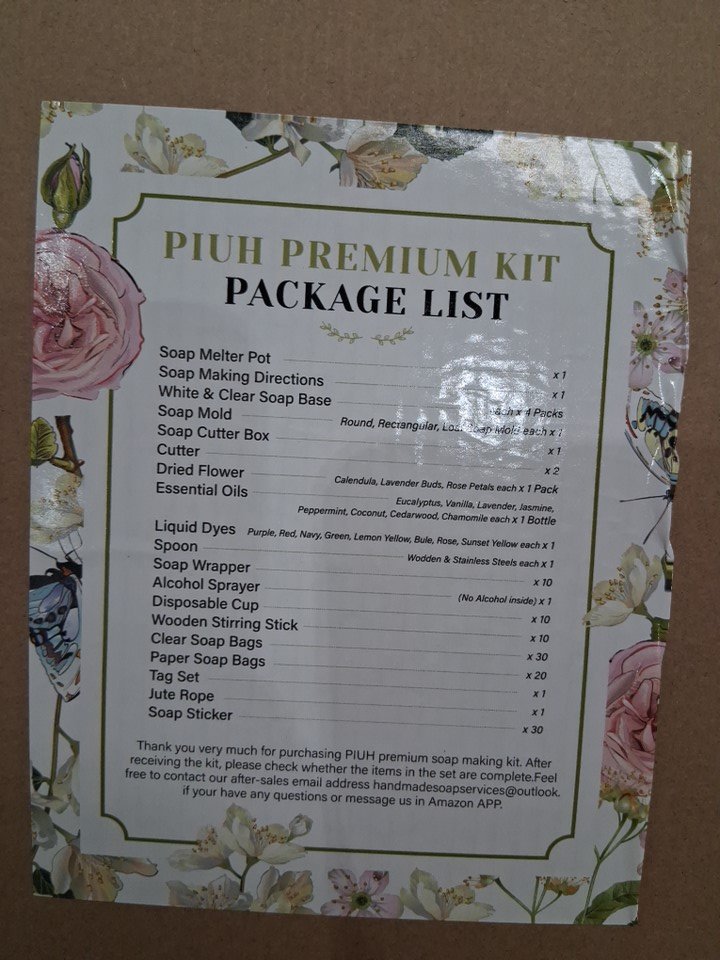 PIUH PREMIUM KIT
PACKAGE LIST
Soap Melter Pot x 1
Soap Making Directions x 1
White & Clear Soap Base each x 4 Packs
Soap Mold Round, Rectangular, Loaf Soap Mold each x 1
Soap Cutter Box x 1
Cutter x 2
Dried Flower Calendula, Lavender Buds, Rose Petals each x 1 Pack
Essential Oils Eucalyptus, Vanilla, Lavender, Jasmine,
Peppermint, Coconut, Cedarwood, Chamomile each x 1 Bottle
Liquid Dyes Purple, Red, Navy, Green, Lemon Yellow, Bule, Rose, Sunset Yellow each x 1
Spoon Wodden & Stainless Steels each x 1
Soap Wrapper x 10
Alcohol Sprayer (No Alcohol inside) x 1
Disposable Cup x 10
Wooden Stirring Stick x 10
Clear Soap Bags x 30
Paper Soap Bags x 20
Tag Set x 1
Jute Rope x 1
Soap Sticker x 30
Thank you very much for purchasing PIUH premium soap making kit. After
receiving the kit, please check whether the items in the set are complete.Feel
free to contact our after-sales email address handmadesoapservices@outlook.
if your have any questions or message us in Amazon APP.